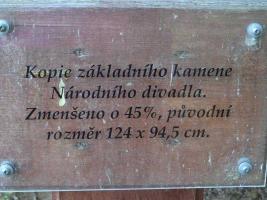 Kopie základního kamene
Národního divadla.
Zmenšeno o 45%, původní
rozměr 124 x 94,5 cm.